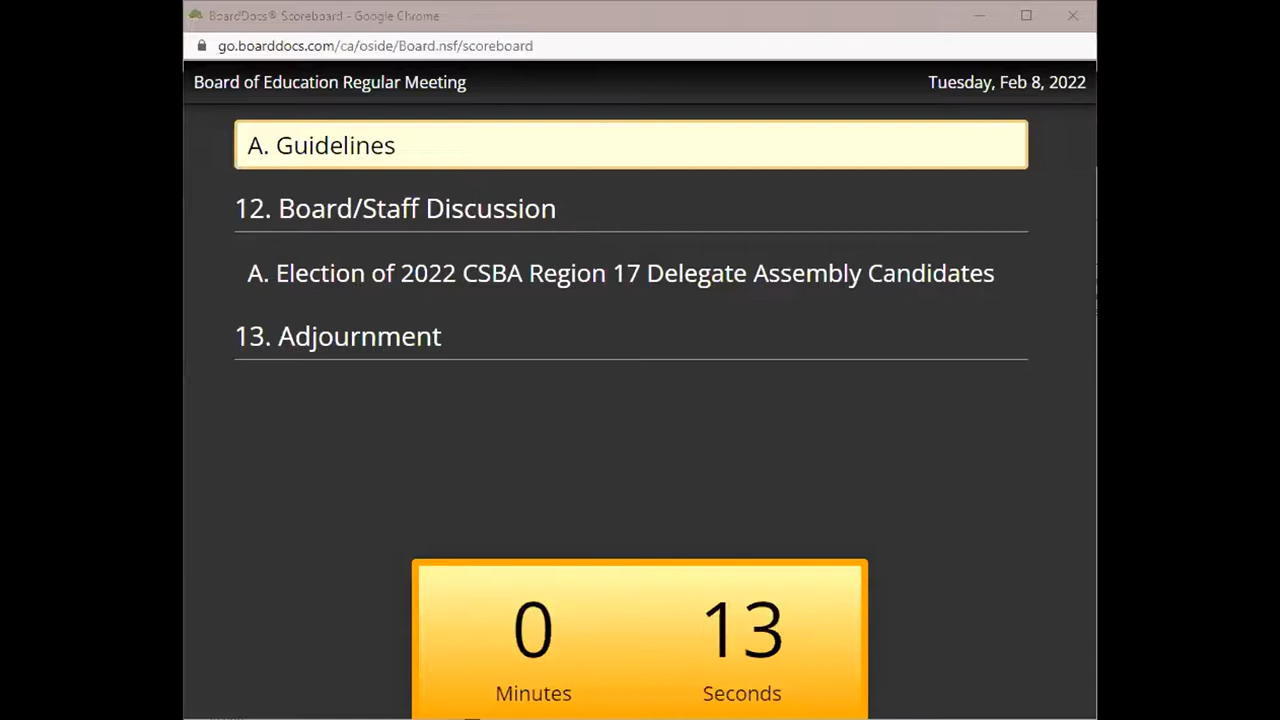 BoardDocs® Scoreboard - Google Chrome
go.boarddocs.com/ca/oside/Board.nsf/scoreboard
Board of Education Regular Meeting Tuesday, Feb 8, 2022
A. Guidelines
12. Board/Staff Discussion
A. Election of 2022 CSBA Region 17 Delegate Assembly Candidates
13. Adjournment
0 13
Minutes Seconds